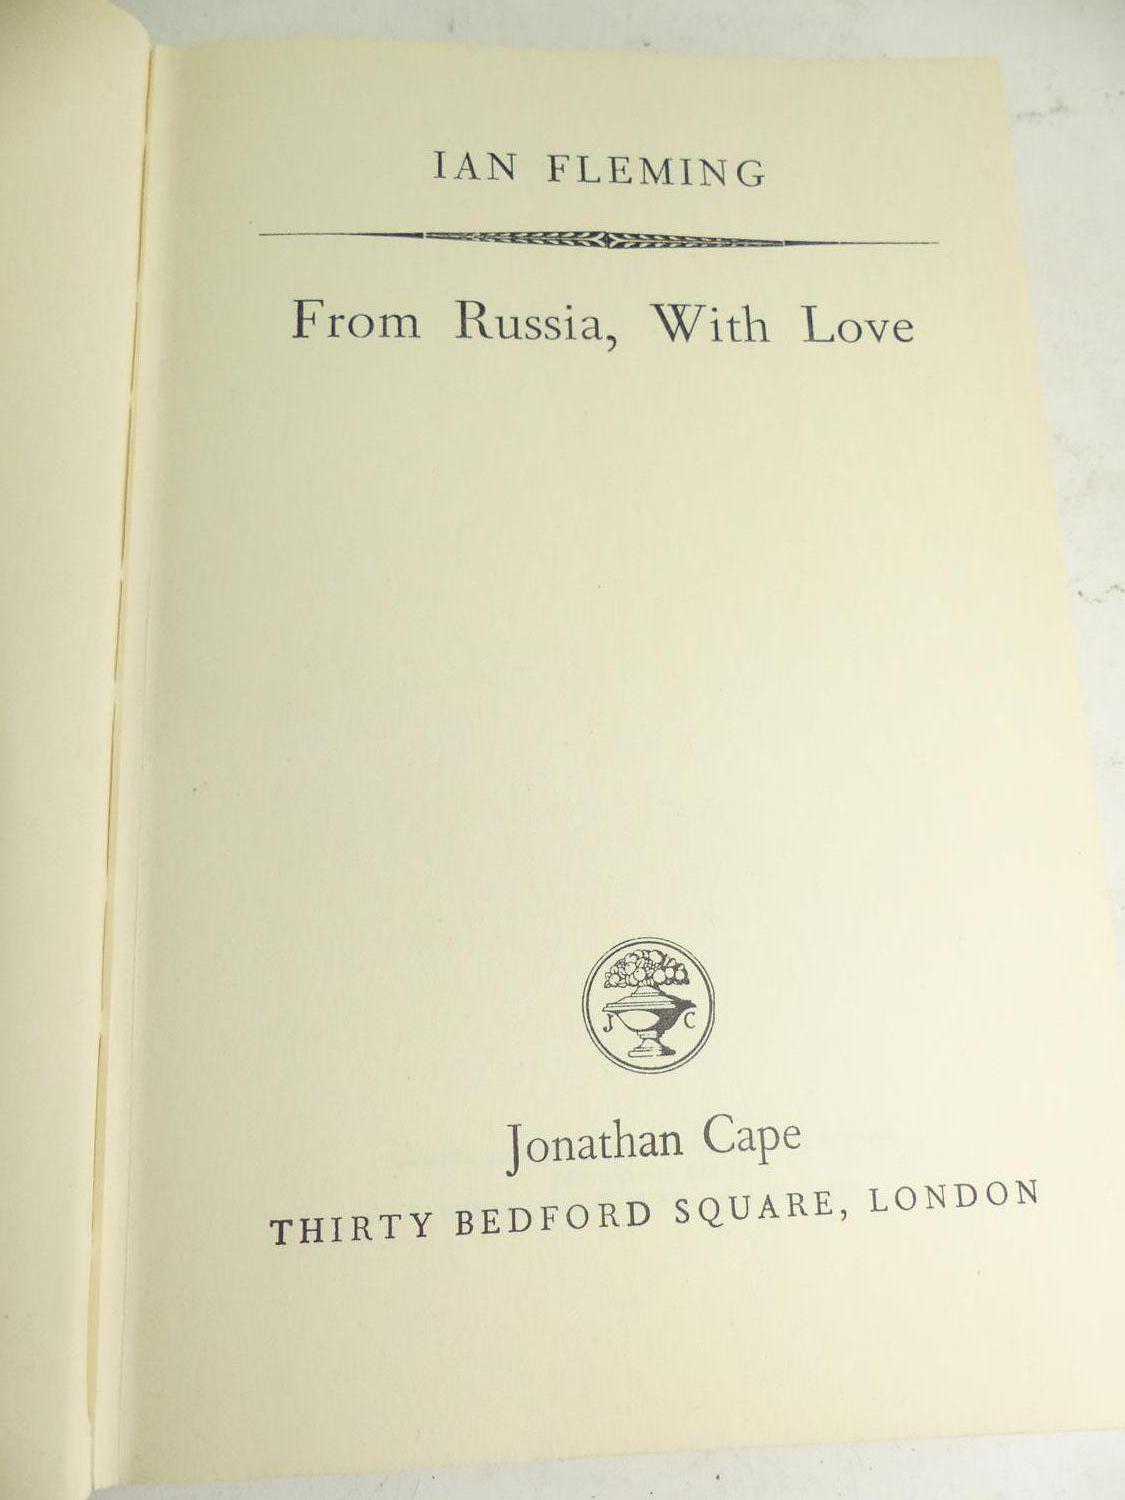 IAN FLEMING
From Russia, With Love
J C
Jonathan Cape
THIRTY BEDFORD SQUARE, LONDON